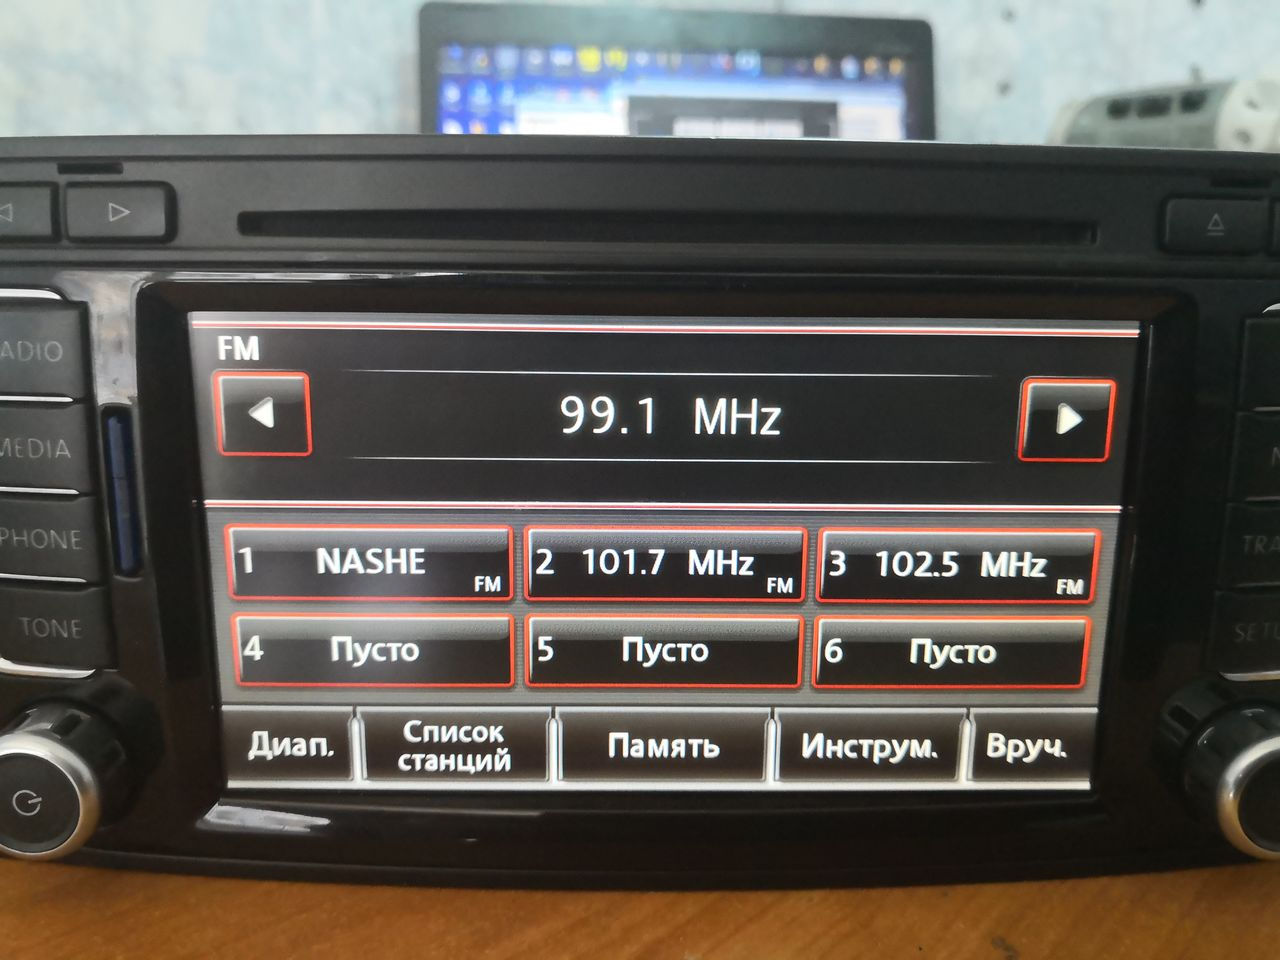 FM
99.1 MHz
1 NASHE FM
2 101.7 MHz FM
3 102.5 MHz FM
4 Пусто
5 Пусто
6 Пусто
Диап.
Список
станций
Память
Инструм.
Вруч.
RADIO
MEDIA
PHONE
TONE